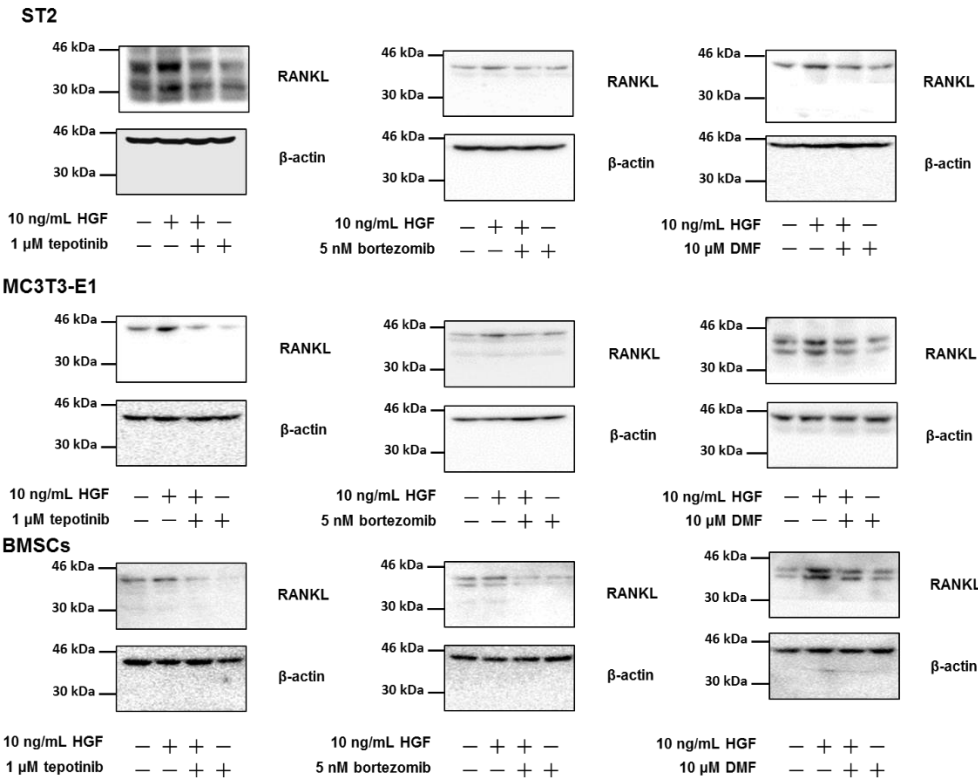 ST2
46 kDa
30 kDa
RANKL
46 kDa
30 kDa
β-actin
10 ng/mL HGF − + + −
1 µM tepotinib − − + +
46 kDa
30 kDa
RANKL
46 kDa
30 kDa
β-actin
10 ng/mL HGF − + + −
5 nM bortezomib − − + +
46 kDa
30 kDa
RANKL
46 kDa
30 kDa
β-actin
10 ng/mL HGF − + + −
10 µM DMF − − + +
MC3T3-E1
46 kDa
30 kDa
RANKL
46 kDa
30 kDa
β-actin
10 ng/mL HGF − + + −
1 µM tepotinib − − + +
46 kDa
30 kDa
RANKL
46 kDa
30 kDa
β-actin
10 ng/mL HGF − + + −
5 nM bortezomib − − + +
46 kDa
30 kDa
RANKL
46 kDa
30 kDa
β-actin
10 ng/mL HGF − + + −
10 µM DMF − − + +
BMSCs
46 kDa
30 kDa
RANKL
46 kDa
30 kDa
β-actin
10 ng/mL HGF − + + −
1 µM tepotinib − − + +
46 kDa
30 kDa
RANKL
46 kDa
30 kDa
β-actin
10 ng/mL HGF − + + −
5 nM bortezomib − − + +
46 kDa
30 kDa
RANKL
46 kDa
30 kDa
β-actin
10 ng/mL HGF − + + −
10 µM DMF − − + +